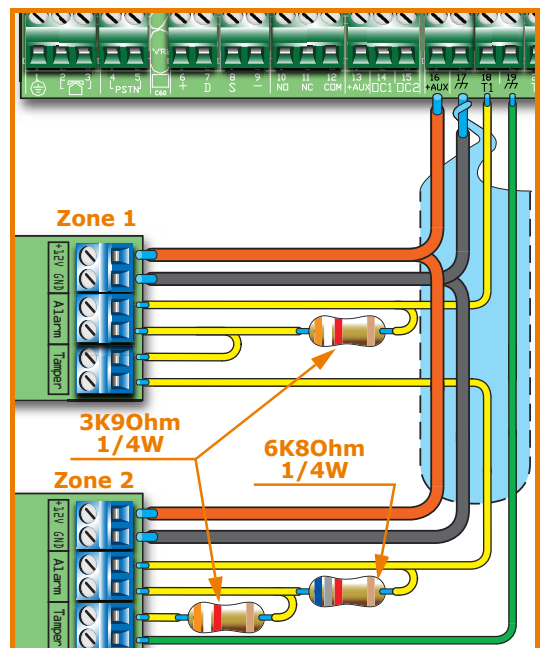 1 2 3 4 5 6 7 8 9 10 11 12 13 14 15 16 17 18 19
PSTN C60 + D S - NO NC COM +AUX OC1 OC2 +AUX T1
VR
Zone 1
+12V GND
Alarm
Tamper
3K9Ohm
1/4W
6K8Ohm
1/4W
Zone 2
+12V GND
Alarm
Tamper